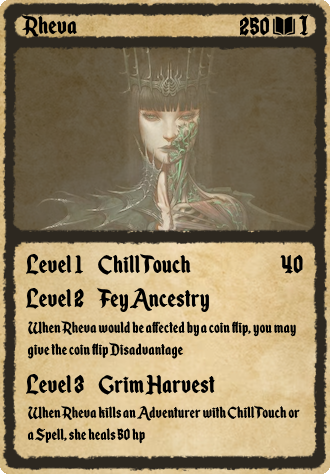 Rheva 250 1
Level 1 Chill Touch 40
Level 2 Fey Ancestry
When Rheva would be affected by a coin flip, you may
give the coin flip Disadvantage
Level 3 Grim Harvest
When Rheva kills an Adventurer with Chill Touch or
a Spell, she heals 50 hp